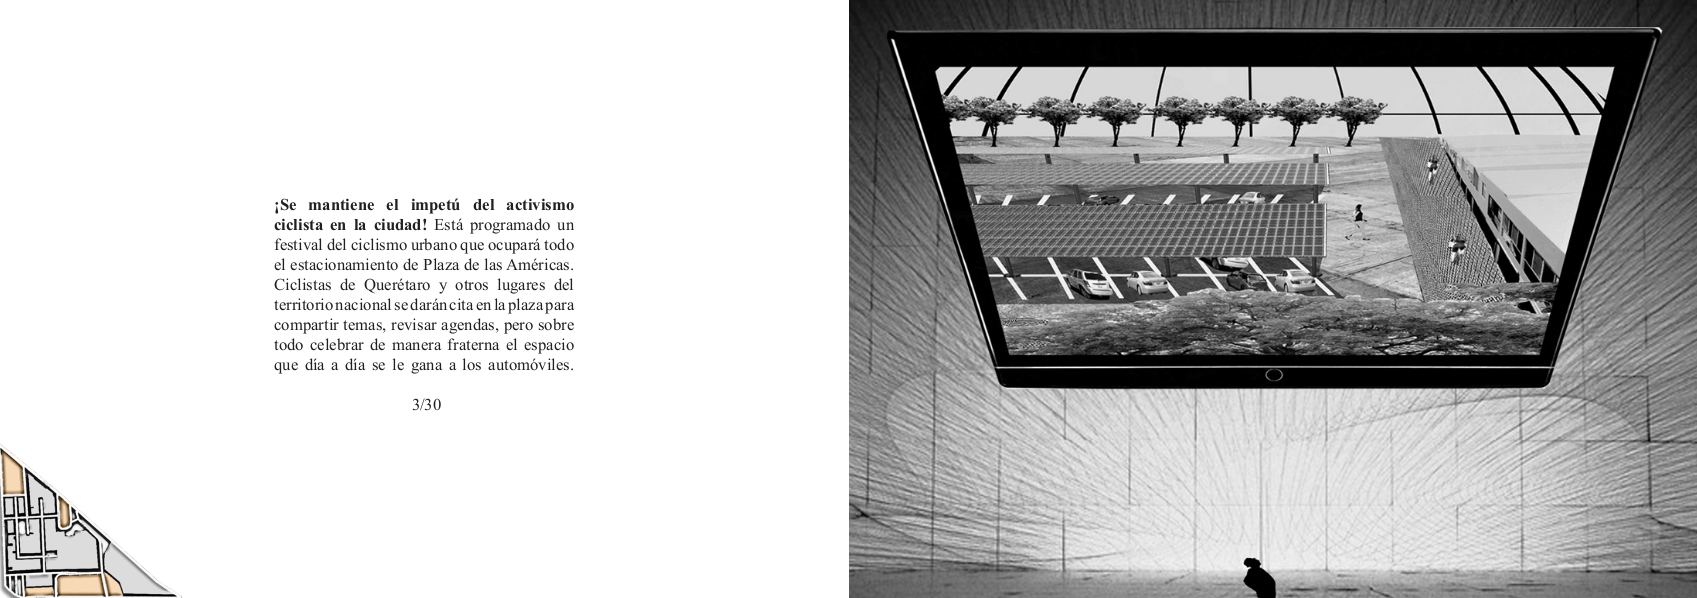 ¡Se mantiene el impetú del activismo
ciclista en la ciudad! Está programado un
festival del ciclismo urbano que ocupará todo
el estacionamiento de Plaza de las Américas.
Ciclistas de Querétaro y otros lugares del
territorio nacional se darán cita en la plaza para
compartir temas, revisar agendas, pero sobre
todo celebrar de manera fraterna el espacio
que día a día se le gana a los automóviles.
3/30